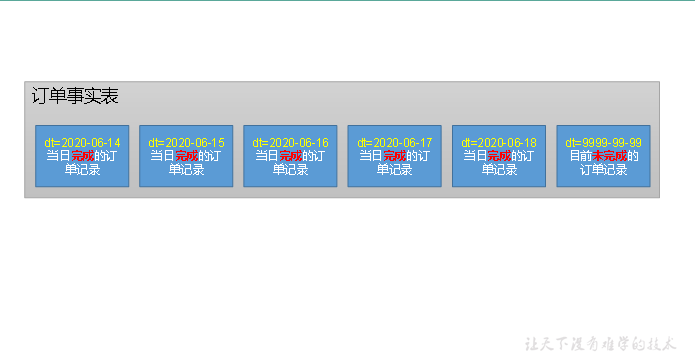 订单事实表
dt=2020-06-14
当日完成的订
单记录
dt=2020-06-15
当日完成的订
单记录
dt=2020-06-16
当日完成的订
单记录
dt=2020-06-17
当日完成的订
单记录
dt=2020-06-18
当日完成的订
单记录
dt=9999-99-99
目前未完成的
订单记录
让天下没有难学的技术